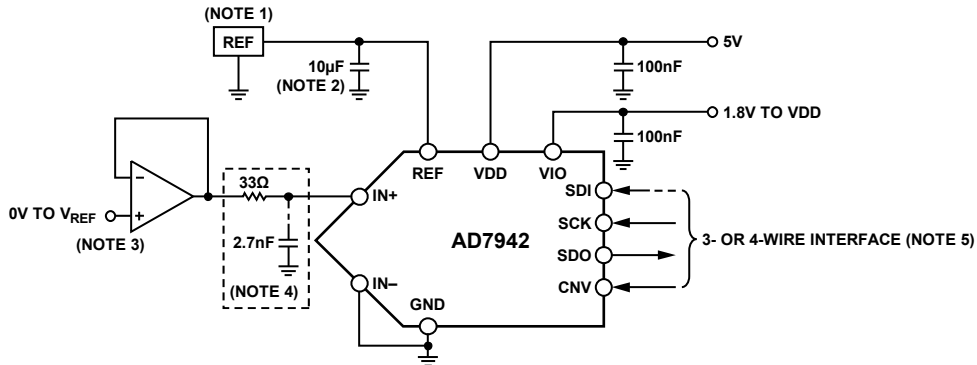 (NOTE 1)
REF
10µF
(NOTE 2)
5V
100nF
1.8V TO VDD
100nF
REF
VDD
VIO
33Ω
IN+
SDI
–
+
0V TO VREF
(NOTE 3)
2.7nF
(NOTE 4)
SCK
AD7942
3- OR 4-WIRE INTERFACE (NOTE 5)
SDO
IN–
CNV
GND